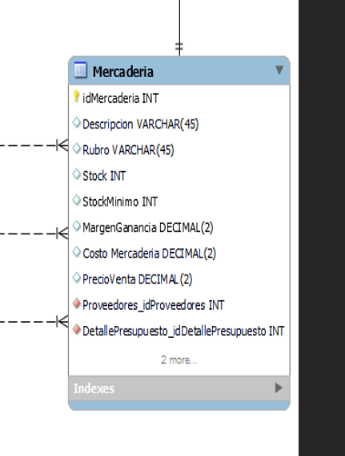 Mercaderia
idMercaderia INT
Descripcion VARCHAR(45)
Rubro VARCHAR(45)
Stock INT
StockMinimo INT
MargenGanancia DECIMAL(2)
Costo Mercaderia DECIMAL(2)
PrecioVenta DECIMAL(2)
Proveedores_idProveedores INT
DetallePresupuesto_idDetallePresupuesto INT
2 more...
Indexes